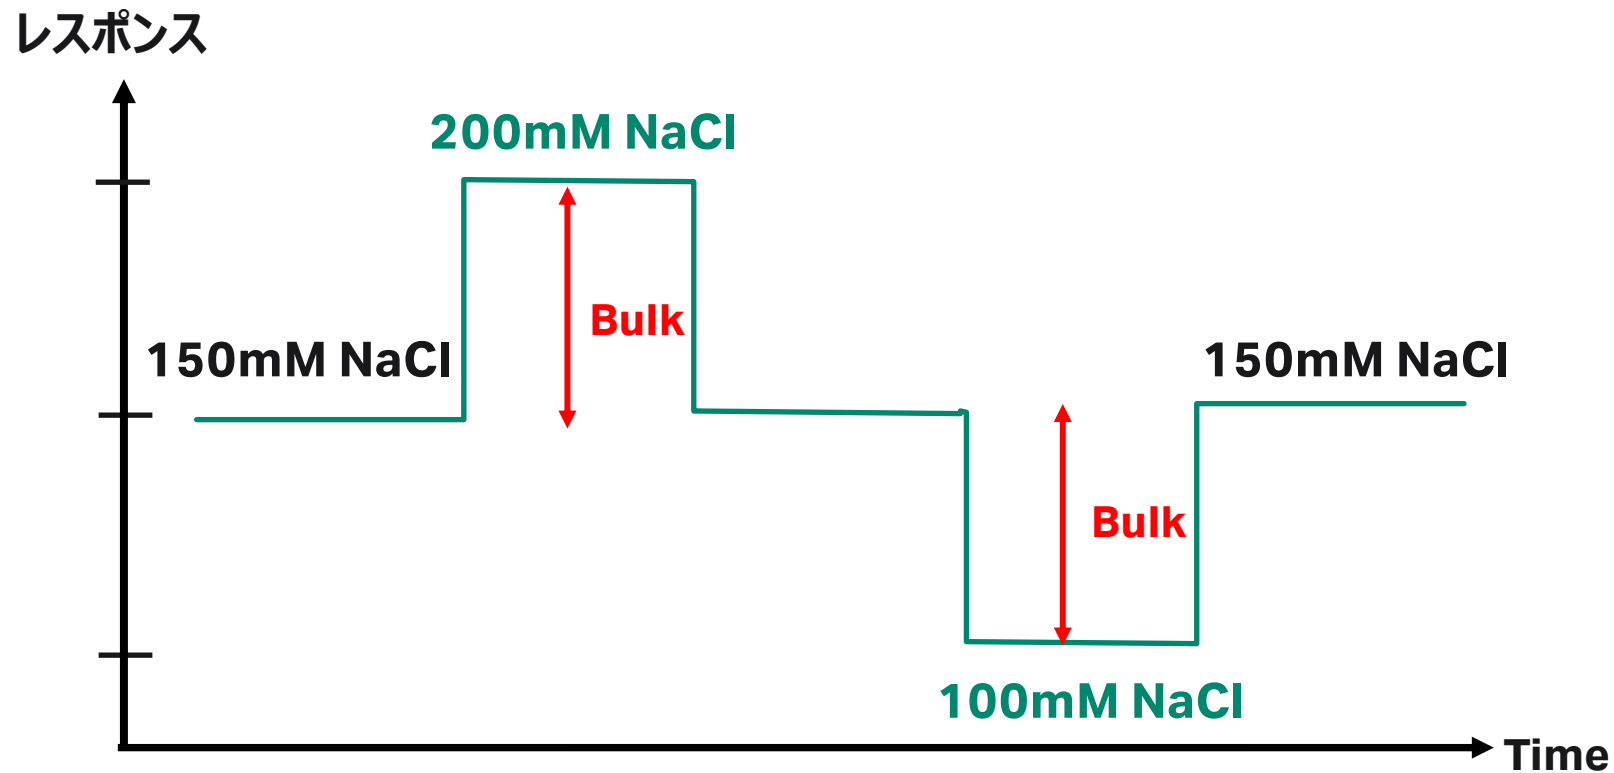 レスポンス
200mM NaCl
Bulk
150mM NaCl
150mM NaCl
Bulk
100mM NaCl
Time